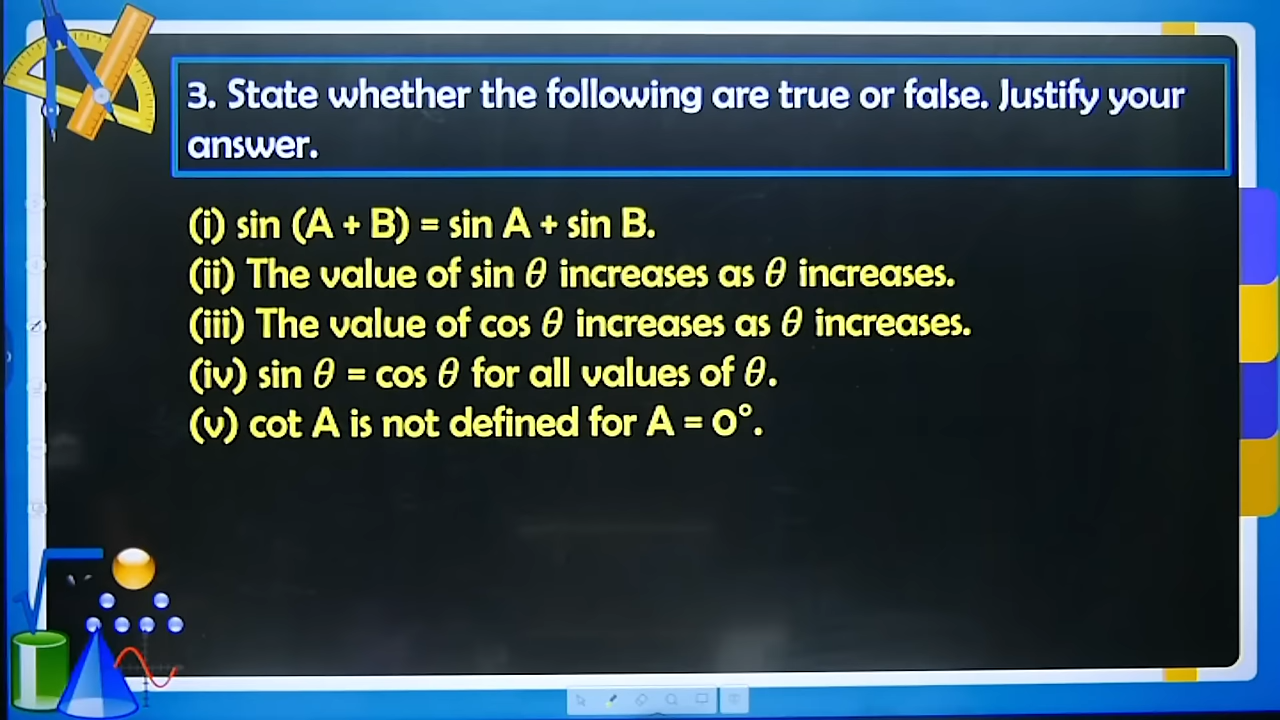 3. State whether the following are true or false. Justify your
answer.
(i) sin (A + B) = sin A + sin B.
(ii) The value of sin θ increases as θ increases.
(iii) The value of cos θ increases as θ increases.
(iv) sin θ = cos θ for all values of θ.
(v) cot A is not defined for A = 0°.